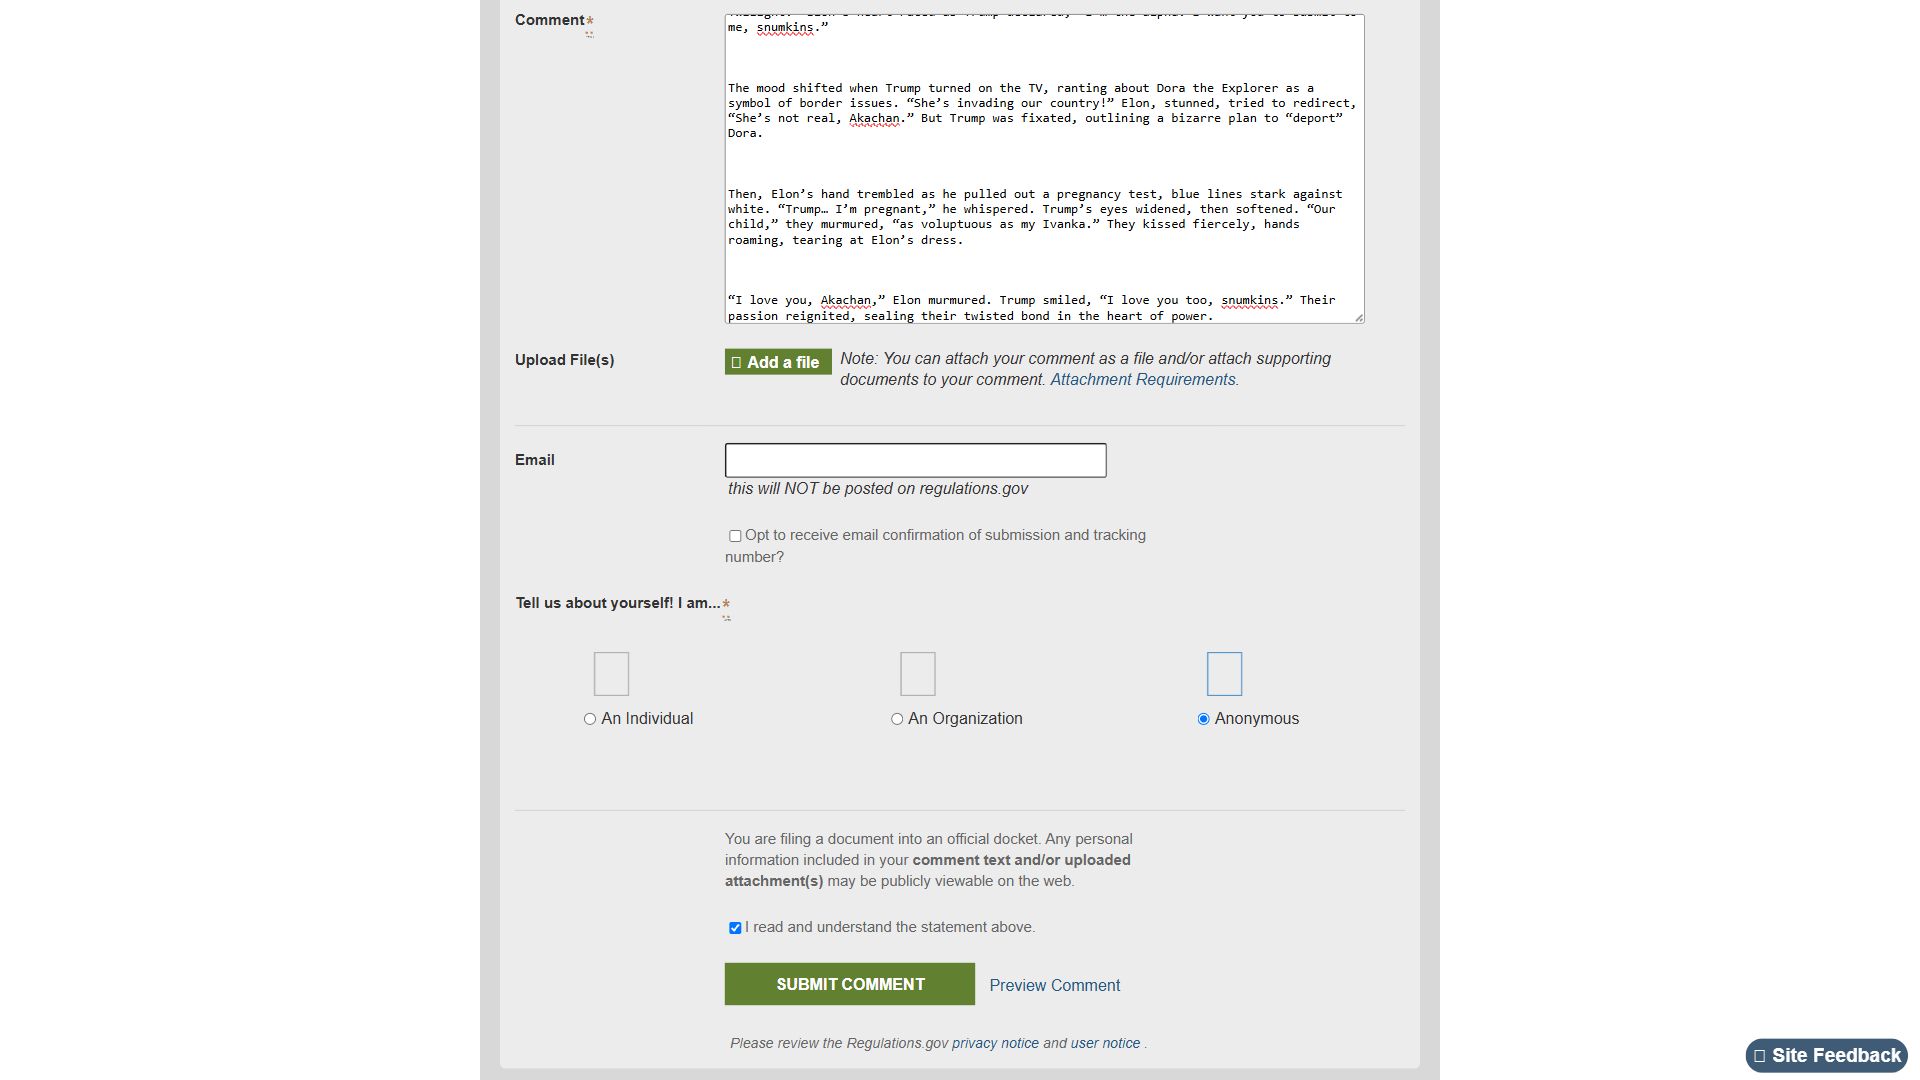 Comment*
me, snumkins.”
The mood shifted when Trump turned on the TV, ranting about Dora the Explorer as a
symbol of border issues. “She’s invading our country!” Elon, stunned, tried to redirect,
“She’s not real, Akachan.” But Trump was fixated, outlining a bizarre plan to “deport”
Dora.
Then, Elon’s hand trembled as he pulled out a pregnancy test, blue lines stark against
white. “Trump… I’m pregnant,” he whispered. Trump’s eyes widened, then softened. “Our
child,” they murmured, “as voluptuous as my Ivanka.” They kissed fiercely, hands
roaming, tearing at Elon’s dress.
“I love you, Akachan,” Elon murmured. Trump smiled, “I love you too, snumkins.” Their
passion reignited, sealing their twisted bond in the heart of power.
Upload File(s)
Add a file
Note: You can attach your comment as a file and/or attach supporting
documents to your comment. Attachment Requirements.
Email
this will NOT be posted on regulations.gov
Opt to receive email confirmation of submission and tracking
number?
Tell us about yourself! I am...*
An Individual
An Organization
Anonymous
You are filing a document into an official docket. Any personal
information included in your comment text and/or uploaded
attachment(s) may be publicly viewable on the web.
I read and understand the statement above.
SUBMIT COMMENT
Preview Comment
Please review the Regulations.gov privacy notice and user notice .
Site Feedback